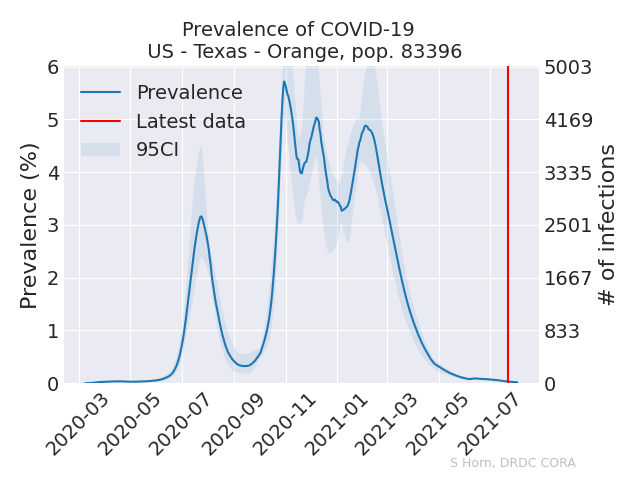 Prevalence of COVID-19
US - Texas - Orange, pop. 83396
Prevalence
Latest data
95CI
Prevalence (%)
6
5
4
3
2
1
0
5003
4169
3335
2501
1667
833
0
# of infections
2020-03
2020-05
2020-07
2020-09
2020-11
2021-01
2021-03
2021-05
2021-07
S Horn, DRDC CORA